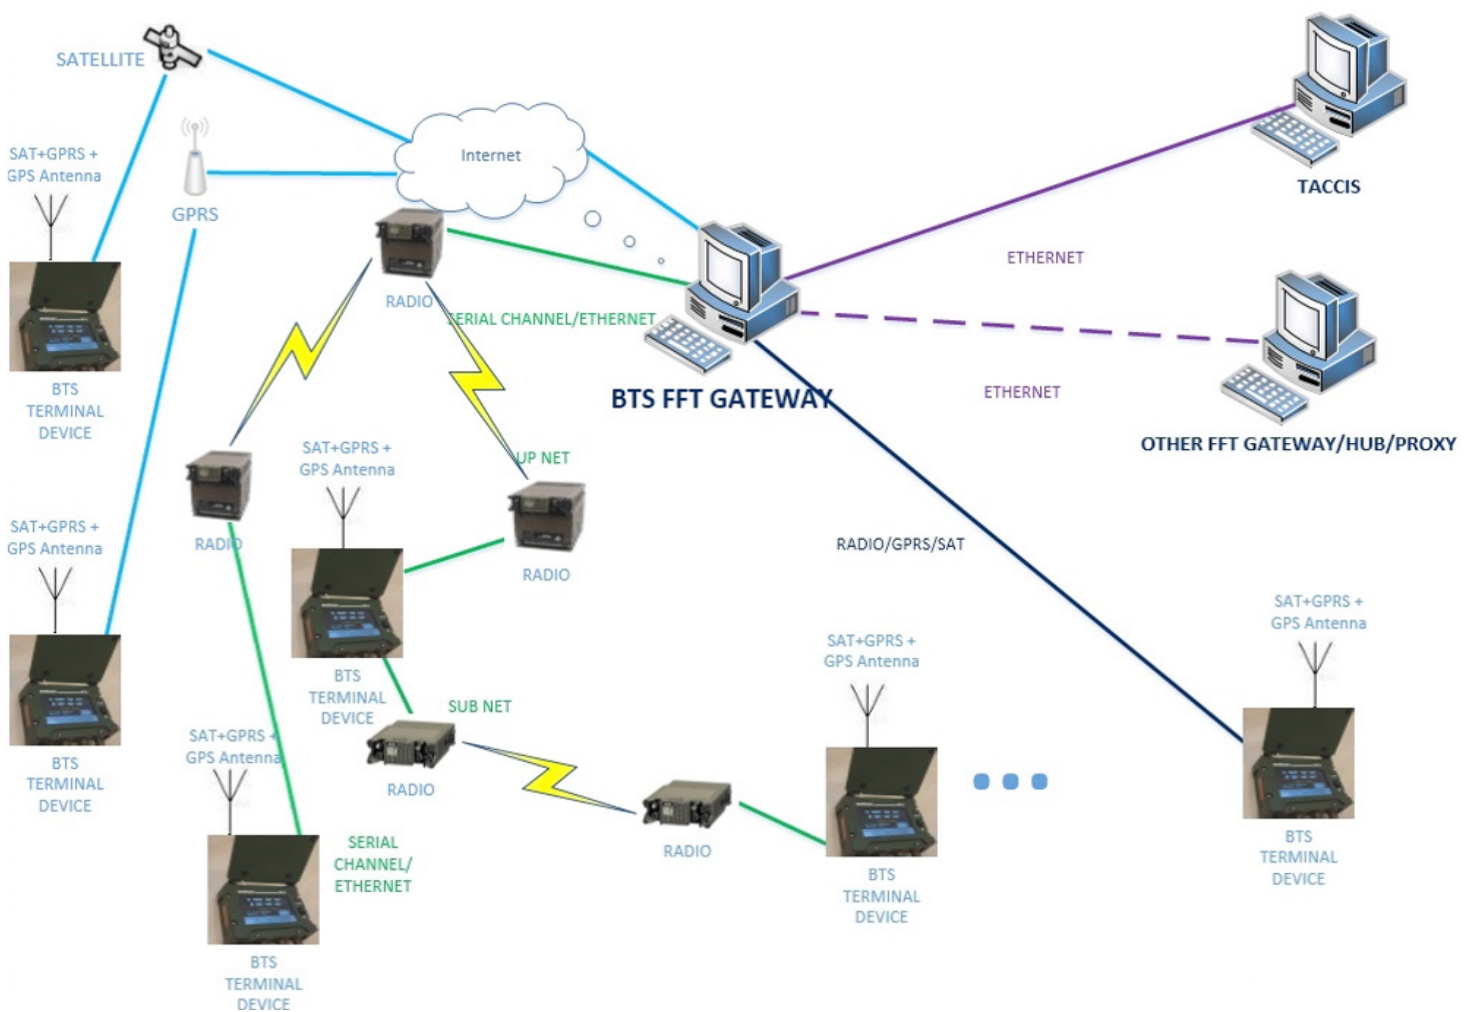 SATELLITE
SAT+GPRS +
GPS Antenna
GPRS
Internet
TACCIS
ETHERNET
RADIO
SERIAL CHANNEL/ETHERNET
BTS FFT GATEWAY
ETHERNET
OTHER FFT GATEWAY/HUB/PROXY
BTS
TERMINAL
DEVICE
SAT+GPRS +
GPS Antenna
UP NET
SAT+GPRS +
GPS Antenna
RADIO
RADIO
RADIO/GPRS/SAT
SAT+GPRS +
GPS Antenna
SAT+GPRS +
GPS Antenna
BTS
TERMINAL
DEVICE
SUB NET
SAT+GPRS +
GPS Antenna
BTS
TERMINAL
DEVICE
RADIO
RADIO
SERIAL
CHANNEL/
ETHERNET
BTS
TERMINAL
DEVICE
BTS
TERMINAL
DEVICE
BTS
TERMINAL
DEVICE